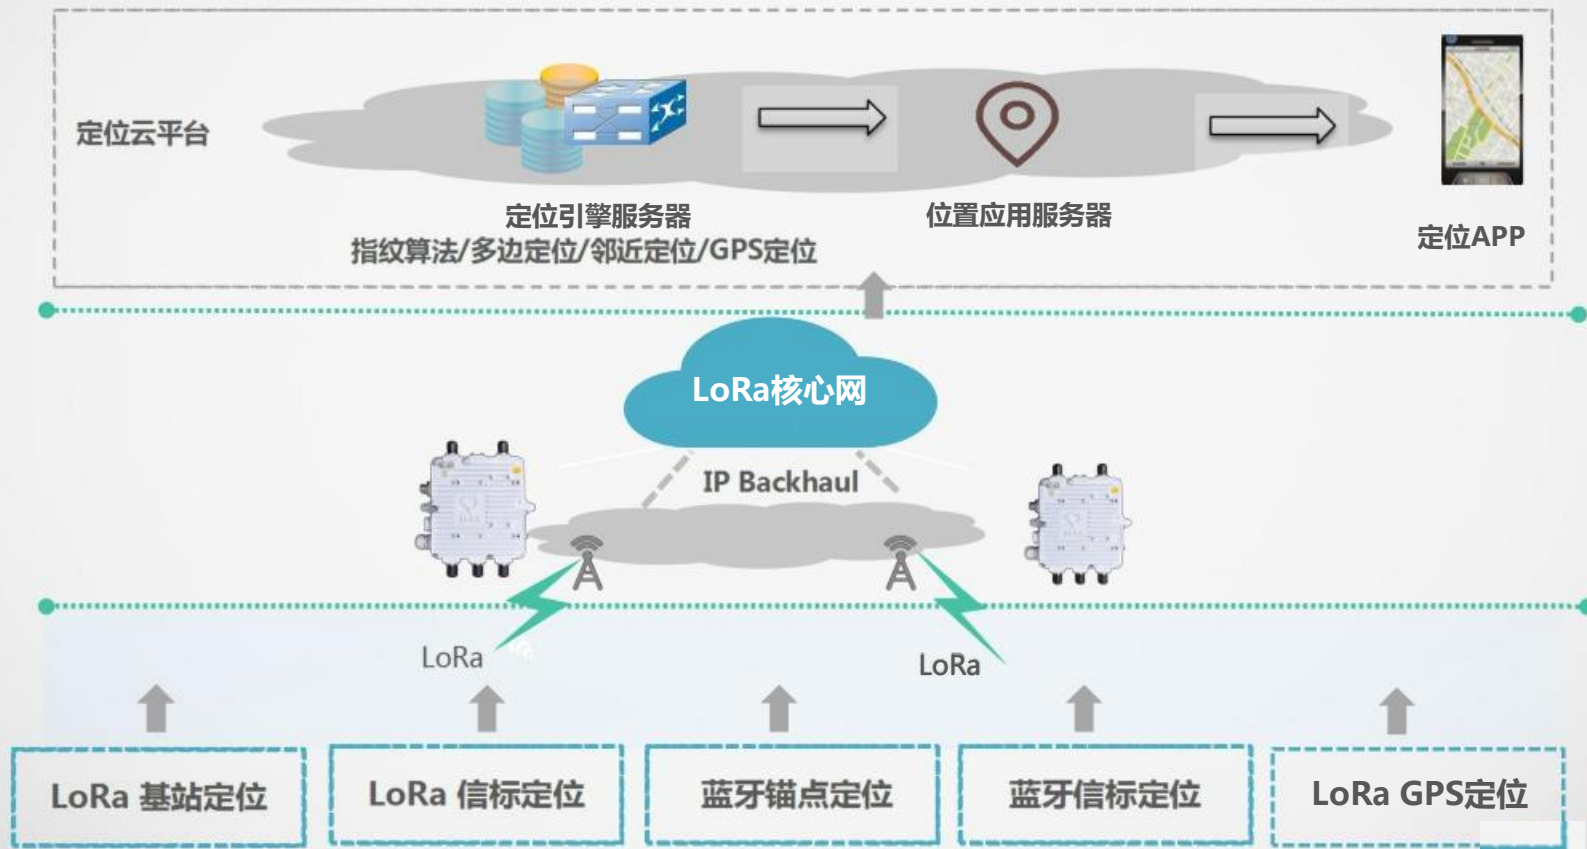 定位云平台
定位引擎服务器
指纹算法/多边定位/邻近定位/GPS定位
位置应用服务器
定位APP
LoRa核心网
IP Backhaul
LoRa
LoRa
LoRa 基站定位
LoRa 信标定位
蓝牙锚点定位
蓝牙信标定位
LoRa GPS定位